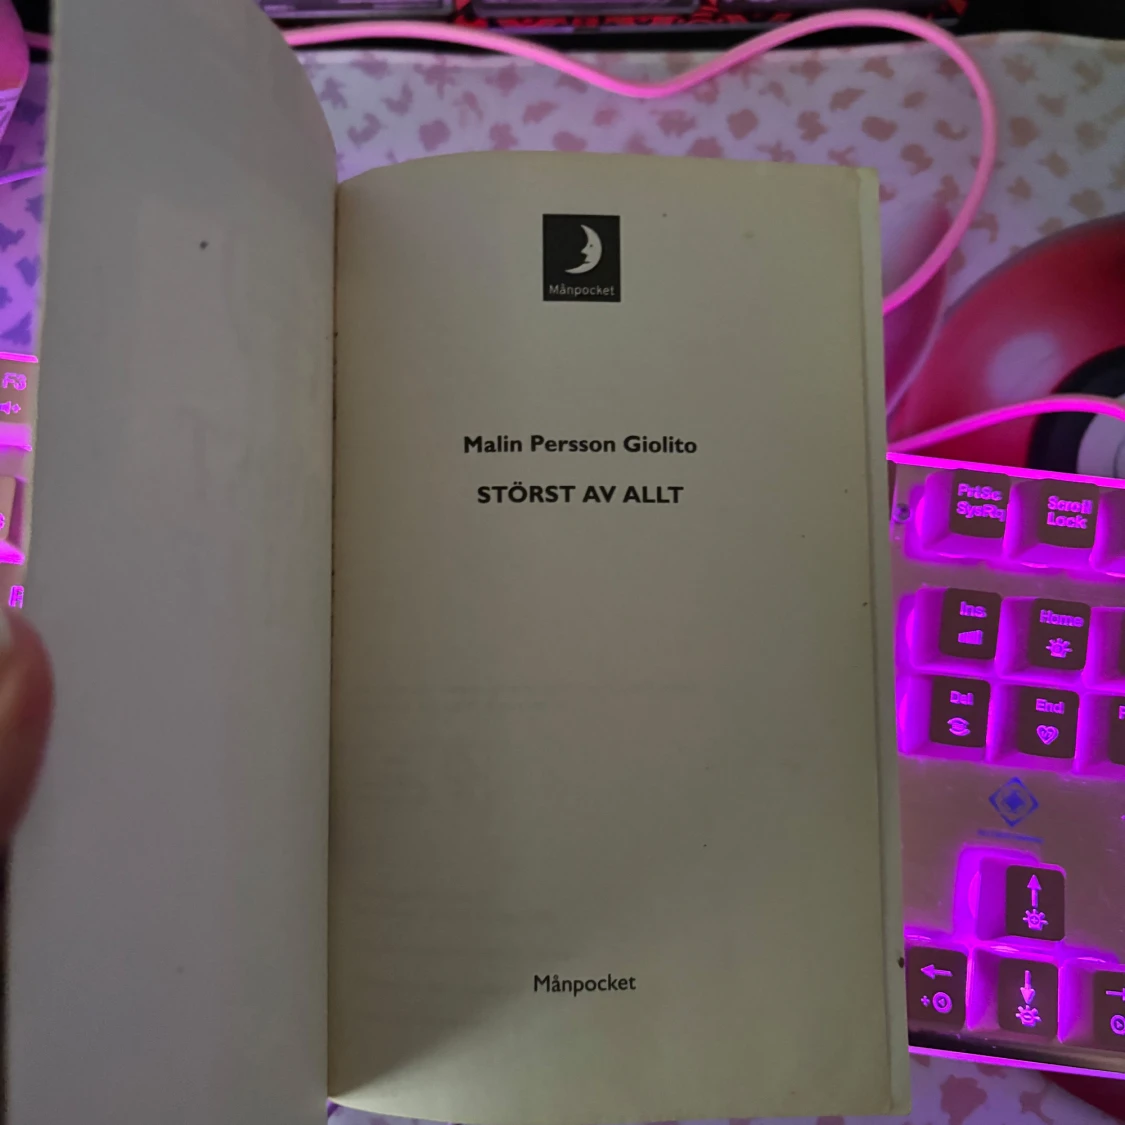 Månpocket
Malin Persson Giolito
STÖRST AV ALLT
Månpocket
F3
PrtSc
SysRq
Scroll
Lock
Ins
Home
Del
End